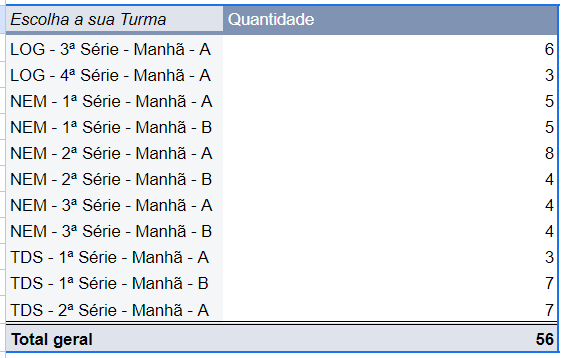 Escolha a sua Turma Quantidade
LOG - 3ª Série - Manhã - A 6
LOG - 4ª Série - Manhã - A 3
NEM - 1ª Série - Manhã - A 5
NEM - 1ª Série - Manhã - B 5
NEM - 2ª Série - Manhã - A 8
NEM - 2ª Série - Manhã - B 4
NEM - 3ª Série - Manhã - A 4
NEM - 3ª Série - Manhã - B 4
TDS - 1ª Série - Manhã - A 3
TDS - 1ª Série - Manhã - B 7
TDS - 2ª Série - Manhã - A 7
Total geral 56